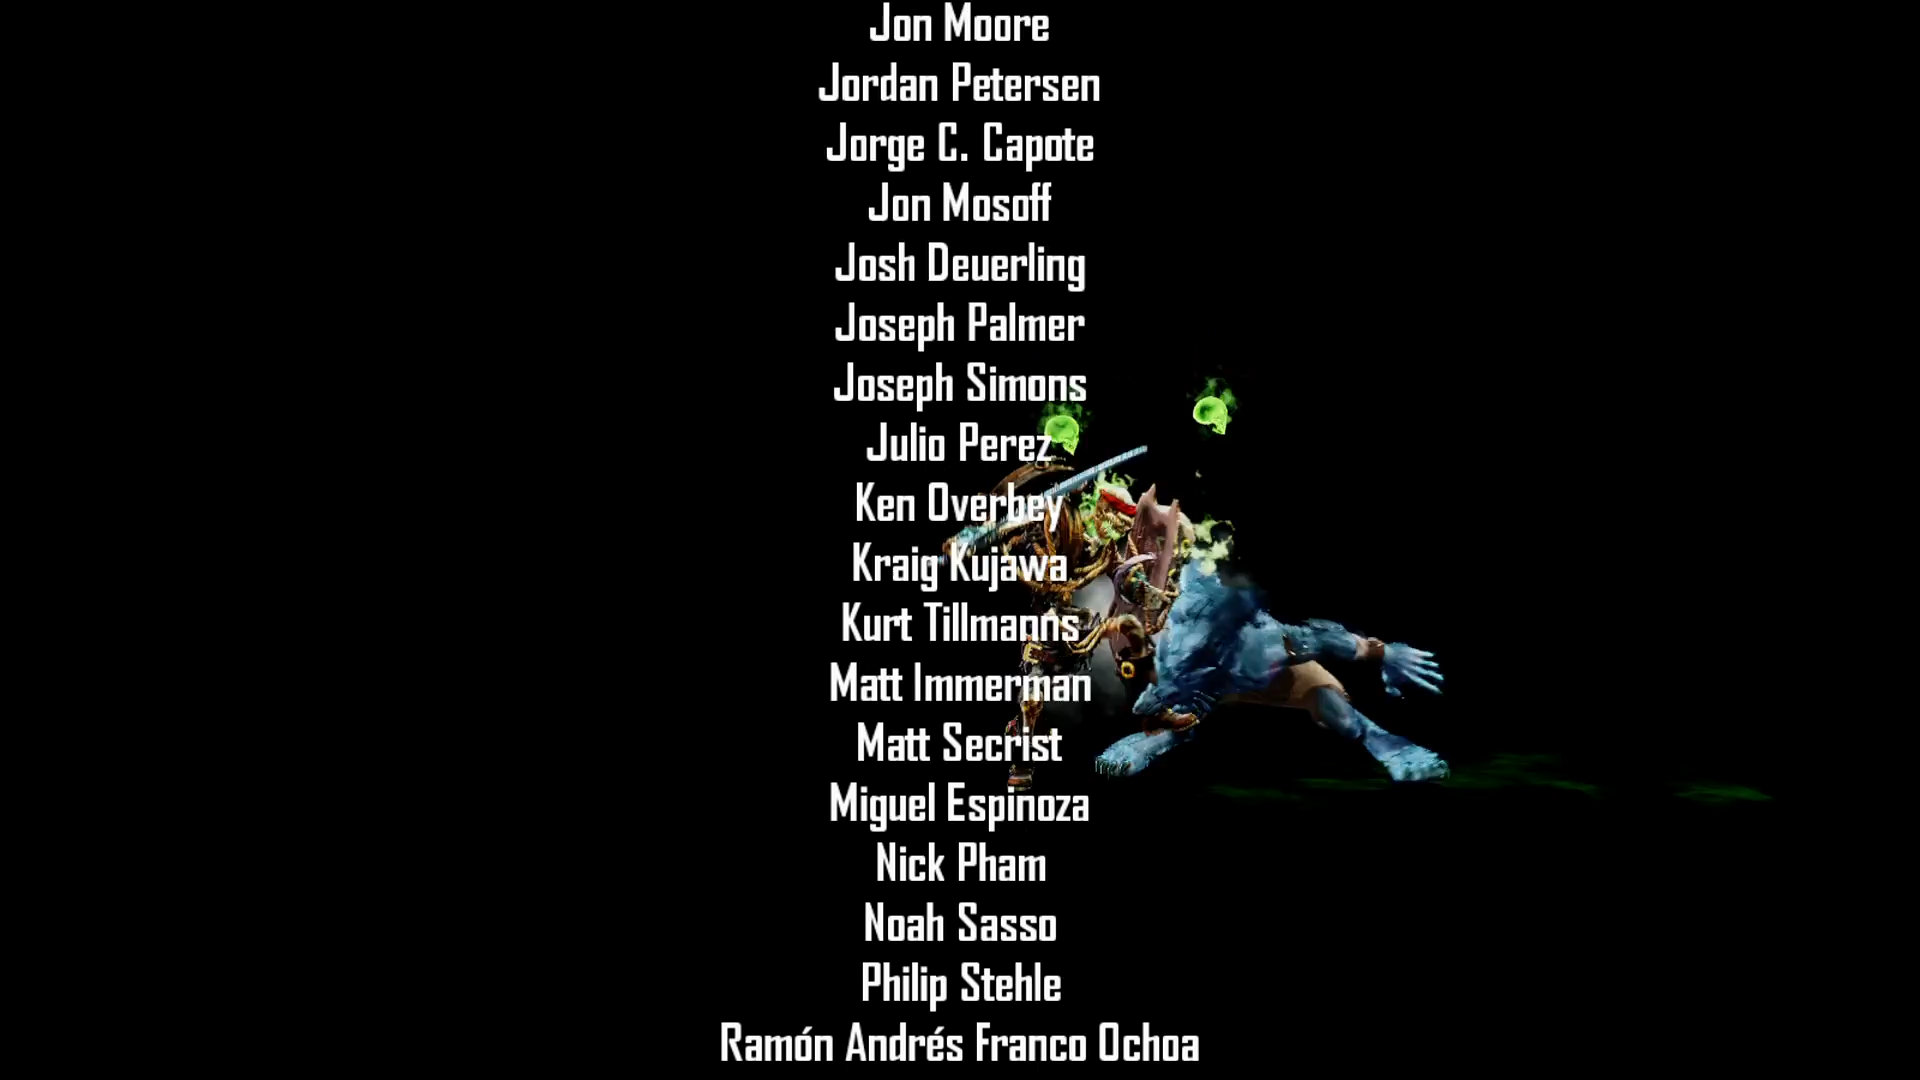 Jon Moore
Jordan Petersen
Jorge C. Capote
Jon Mosoff
Josh Deuerling
Joseph Palmer
Joseph Simons
Julio Perez
Ken Overbey
Kraig Kujawa
Kurt Tillmanns
Matt Immerman
Matt Secrist
Miguel Espinoza
Nick Pham
Noah Sasso
Philip Stehle
Ramón Andrés Franco Ochoa